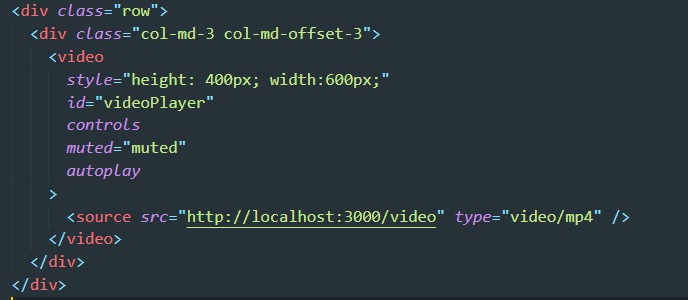 <div class="row">
<div class="col-md-3 col-md-offset-3">
<video
style="height: 400px; width:600px;"
id="videoPlayer"
controls
muted="muted"
autoplay
>
<source src="http://localhost:3000/video" type="video/mp4" />
</video>
</div>
</div>